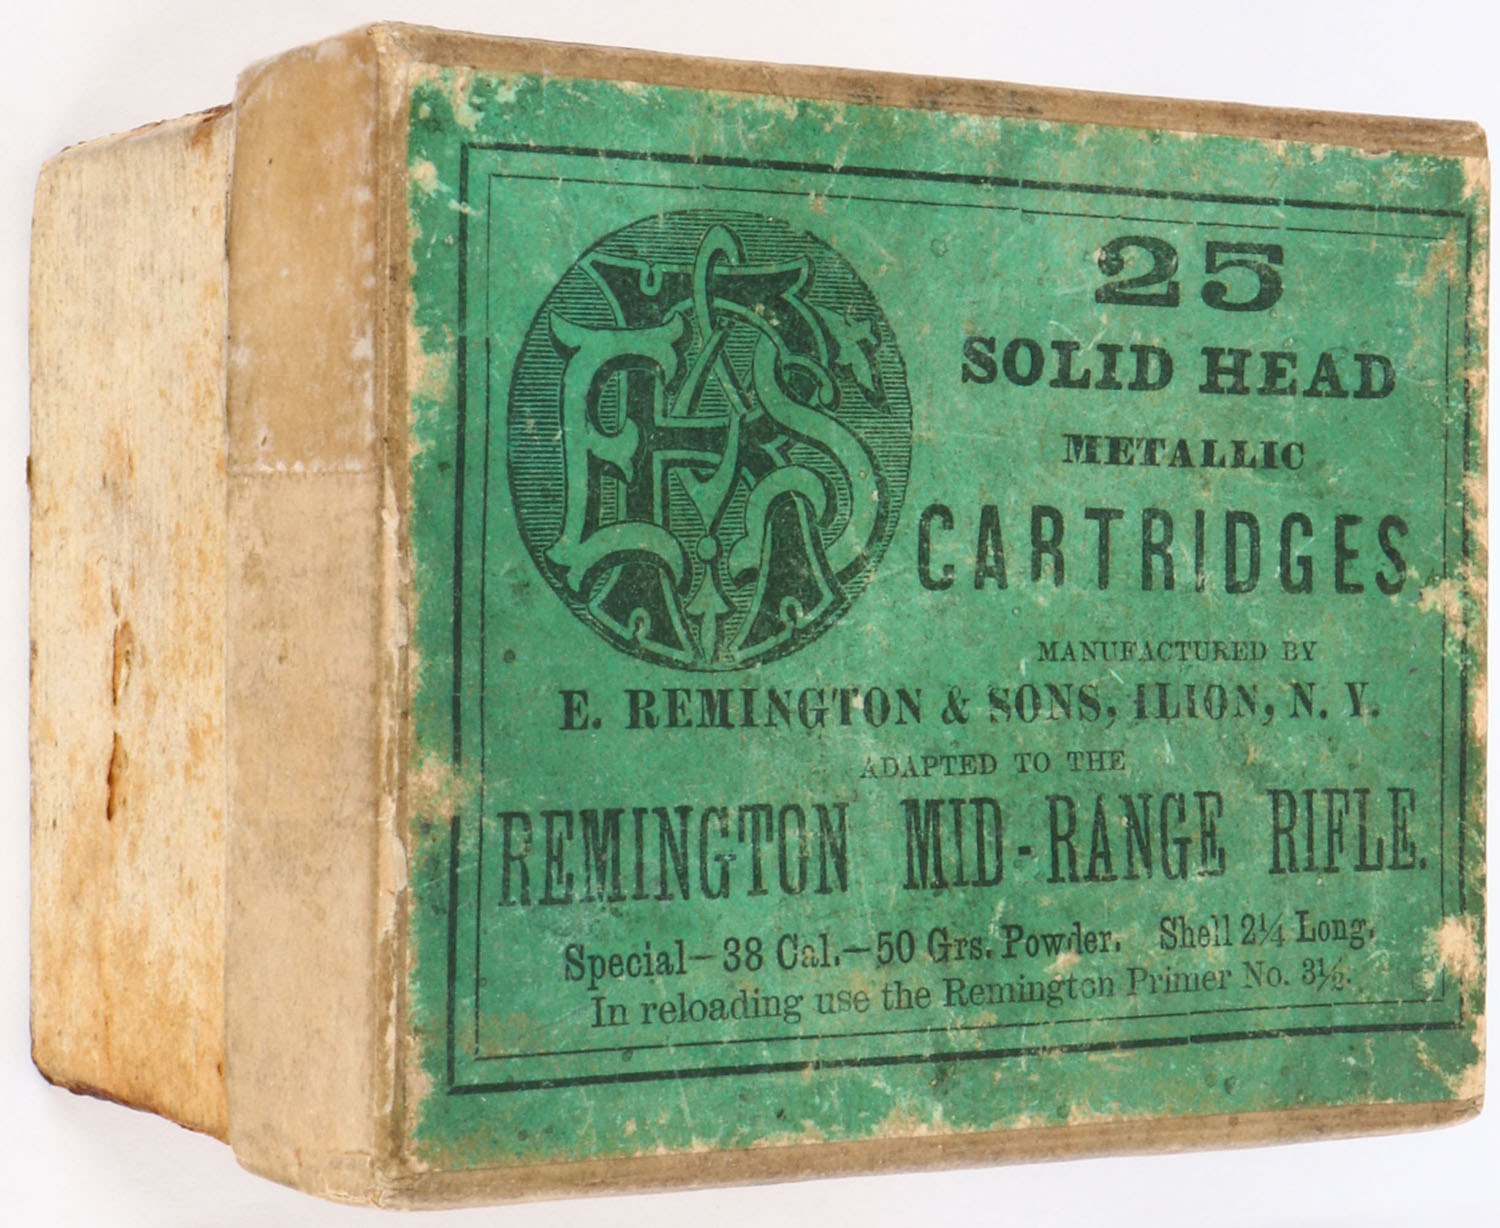 25
SOLID HEAD
METALLIC
CARTRIDGES
MANUFACTURED BY
E. REMINGTON & SONS, ILION, N. Y.
ADAPTED TO THE
REMINGTON MID-RANGE RIFLE.
Special—38 Cal.—50 Grs. Powder. Shell 2¼ Long.
In reloading use the Remington Primer No. 3½.